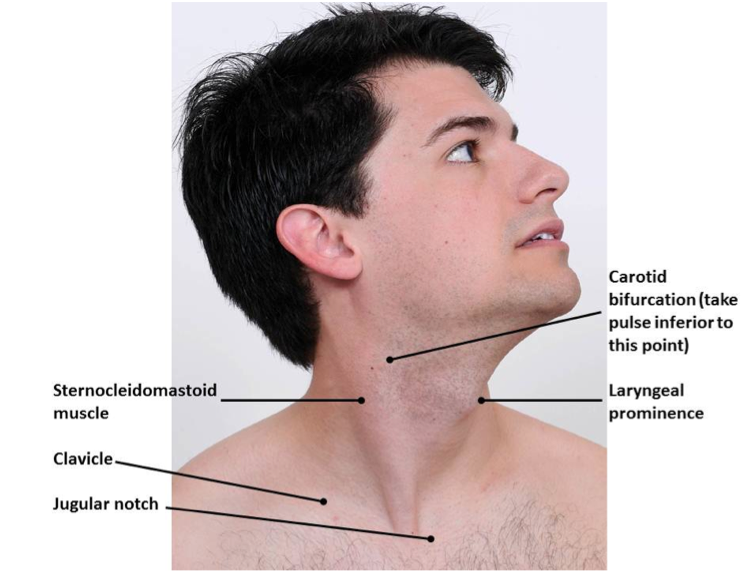 Carotid
bifurcation (take
pulse inferior to
this point)
Sternocleidomastoid
muscle
Laryngeal
prominence
Clavicle
Jugular notch